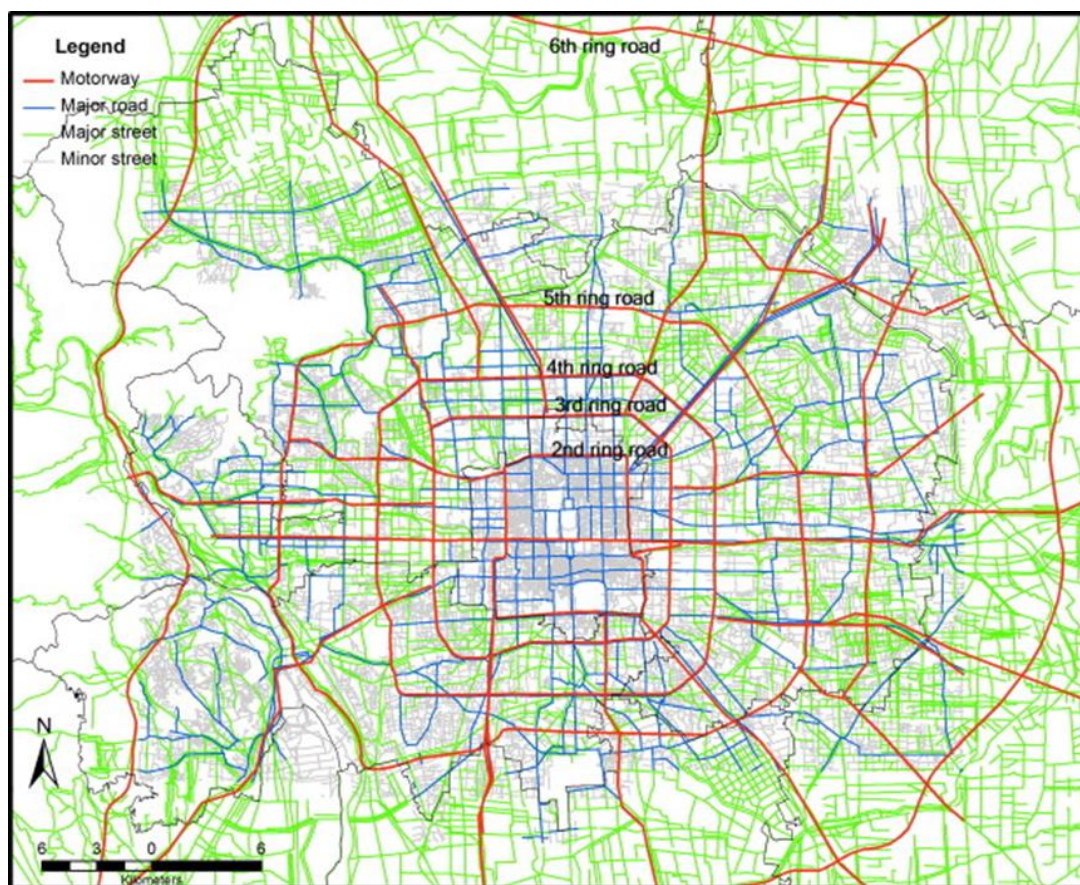 6th ring road
Legend
Motorway
Major road
Major street
Minor street
5th ring road
4th ring road
3rd ring road
2nd ring road
N
6 3 0 6
Kilometers